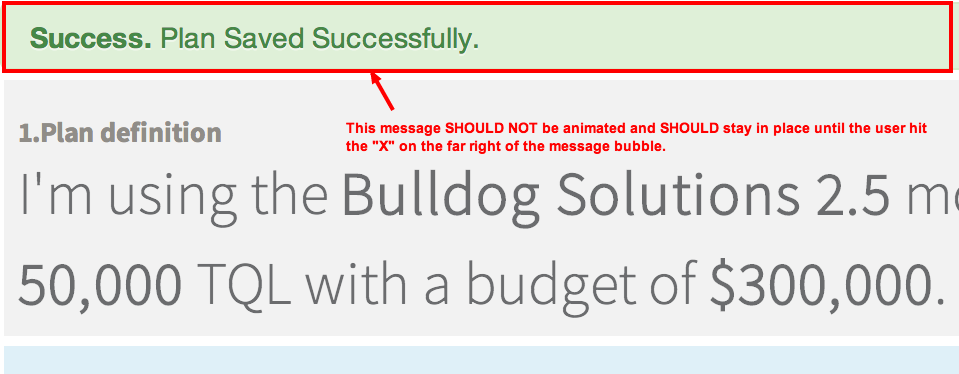 Success. Plan Saved Successfully.
1.Plan definition
This message SHOULD NOT be animated and SHOULD stay in place until the user hit
the "X" on the far right of the message bubble.
I'm using the Bulldog Solutions 2.5
50,000 TQL with a budget of $300,000.